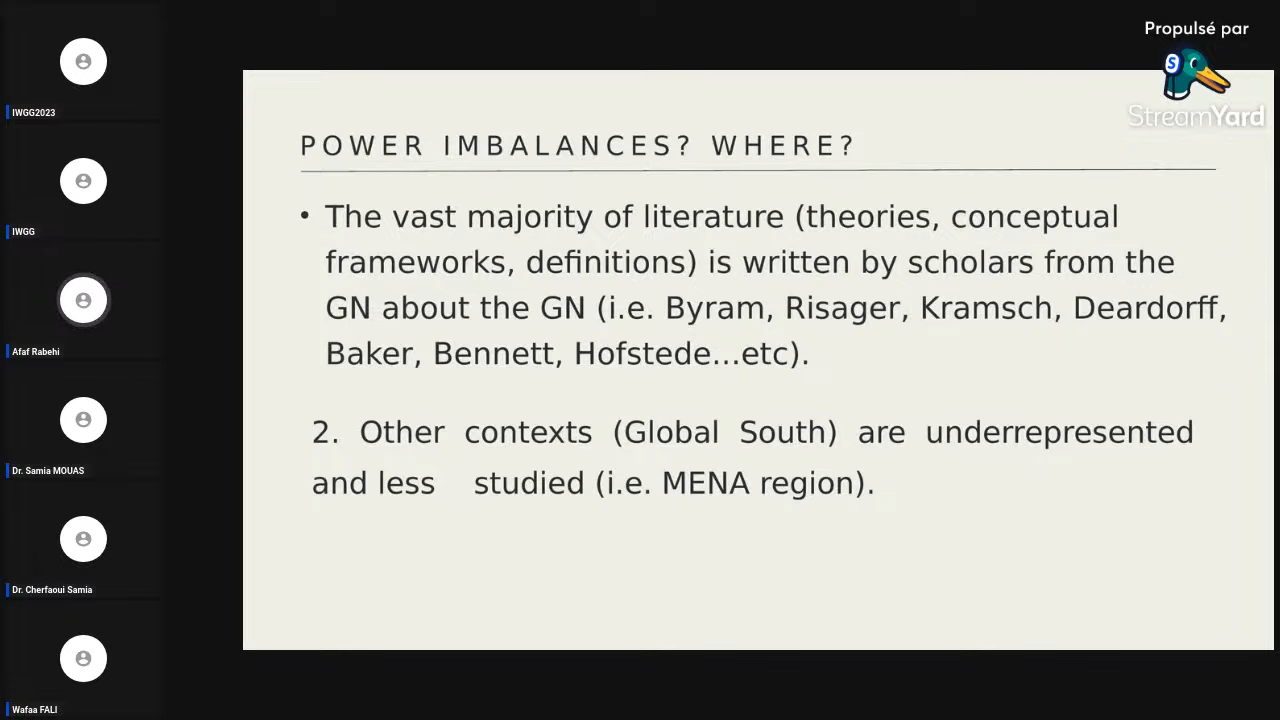 Propulsé par
StreamYard
IWGG2023
IWGG
Afaf Rabehi
Dr. Samia MOUAS
Dr. Cherfaoui Samia
Wafaa FALI
POWER IMBALANCES? WHERE?
• The vast majority of literature (theories, conceptual
frameworks, definitions) is written by scholars from the
GN about the GN (i.e. Byram, Risager, Kramsch, Deardorff,
Baker, Bennett, Hofstede...etc).
2. Other contexts (Global South) are underrepresented
and less studied (i.e. MENA region).